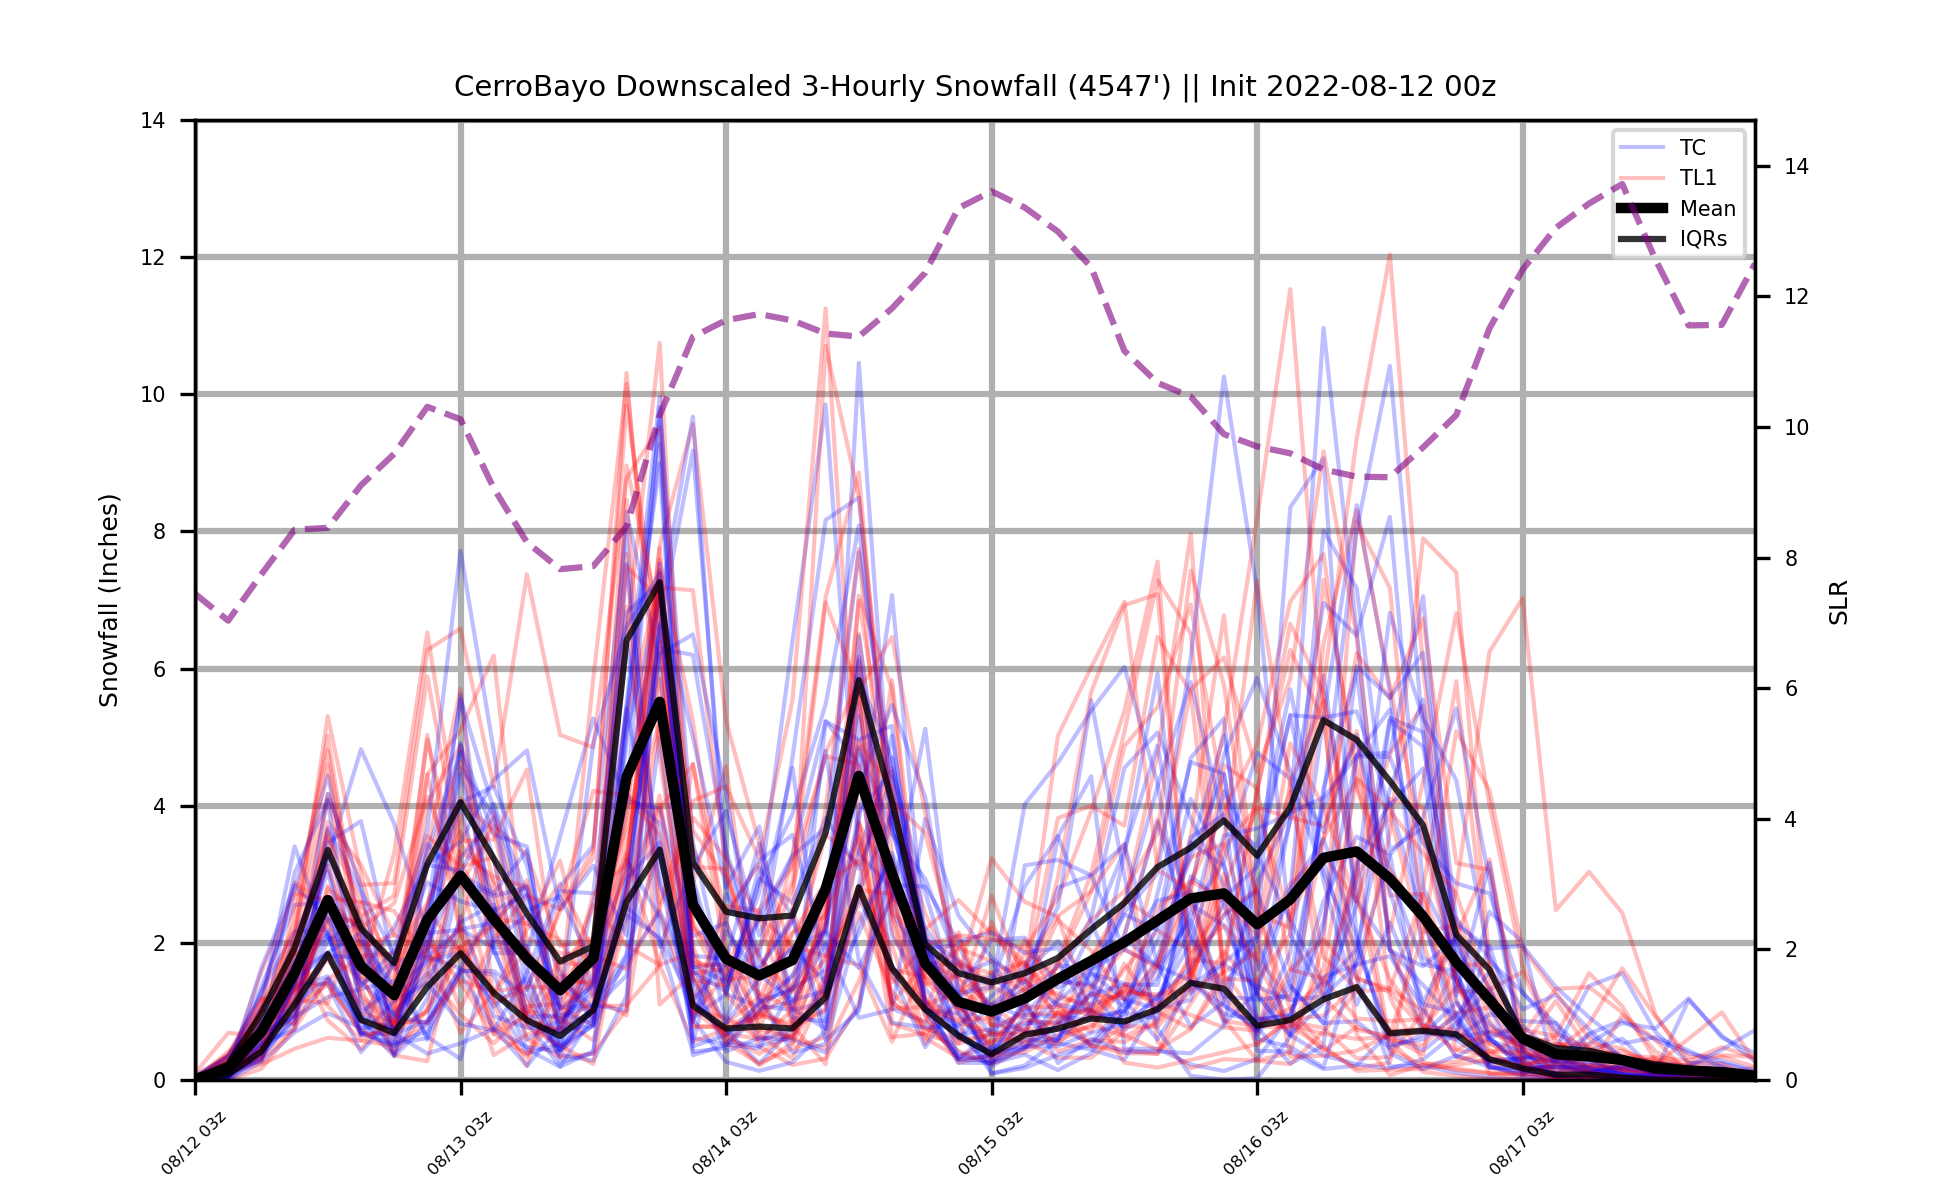 CerroBayo Downscaled 3-Hourly Snowfall (4547') || Init 2022-08-12 00z
14
12
10
8
6
4
2
0
Snowfall (Inches)
TC
TL1
Mean
IQRs
14
12
10
8
6
4
2
0
SLR
08/12 03z
08/13 03z
08/14 03z
08/15 03z
08/16 03z
08/17 03z